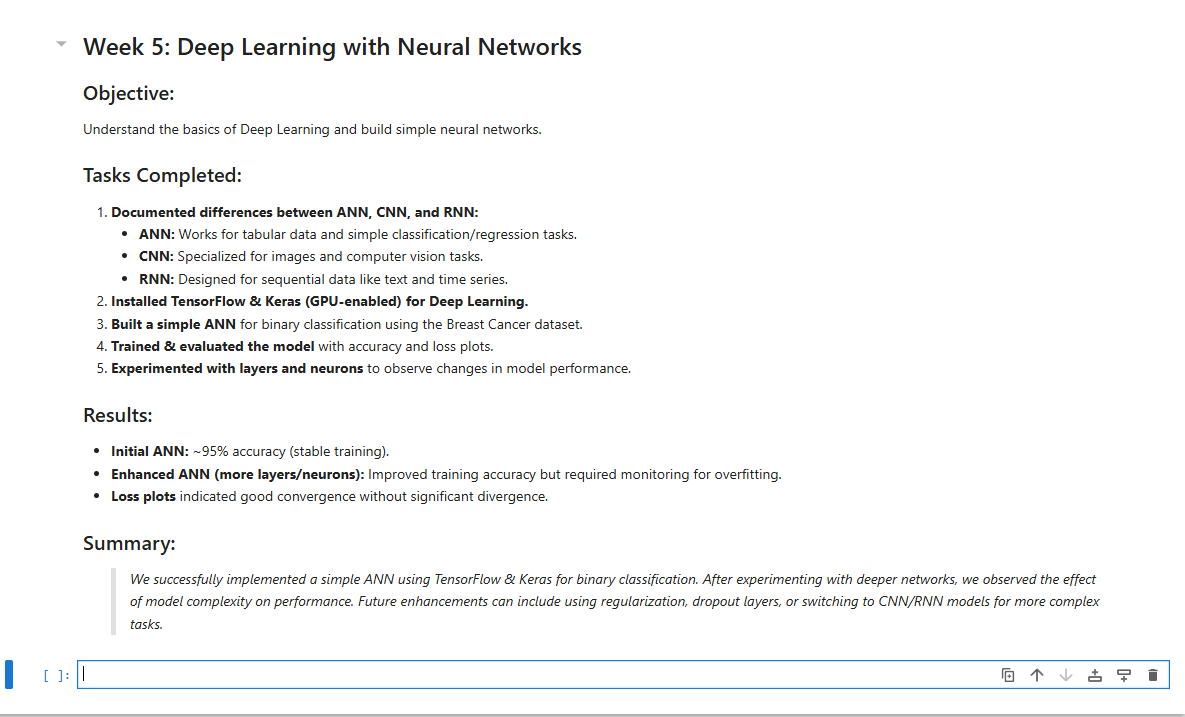 Week 5: Deep Learning with Neural Networks
Objective:
Understand the basics of Deep Learning and build simple neural networks.
Tasks Completed:
1. Documented differences between ANN, CNN, and RNN:
• ANN: Works for tabular data and simple classification/regression tasks.
• CNN: Specialized for images and computer vision tasks.
• RNN: Designed for sequential data like text and time series.
2. Installed TensorFlow & Keras (GPU-enabled) for Deep Learning.
3. Built a simple ANN for binary classification using the Breast Cancer dataset.
4. Trained & evaluated the model with accuracy and loss plots.
5. Experimented with layers and neurons to observe changes in model performance.
Results:
• Initial ANN: ~95% accuracy (stable training).
• Enhanced ANN (more layers/neurons): Improved training accuracy but required monitoring for overfitting.
• Loss plots indicated good convergence without significant divergence.
Summary:
We successfully implemented a simple ANN using TensorFlow & Keras for binary classification. After experimenting with deeper networks, we observed the effect
of model complexity on performance. Future enhancements can include using regularization, dropout layers, or switching to CNN/RNN models for more complex
tasks.
[ ]: